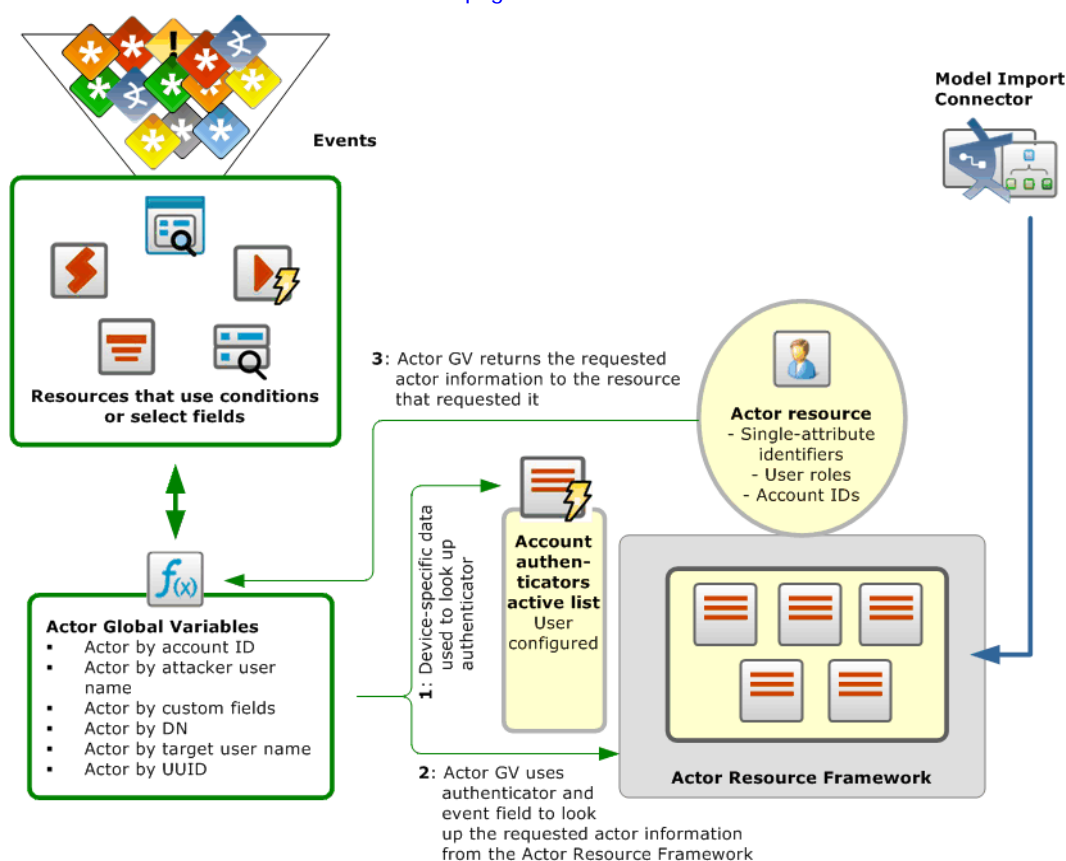 Events
Model Import
Connector
Resources that use conditions
or select fields
3: Actor GV returns the requested
actor information to the resource
that requested it
Actor resource
- Single-attribute
identifiers
- User roles
- Account IDs
1: Device-specific data
used to look up
authenticator
Account
authen-
ticators
active list
User
configured
f(x)
Actor Global Variables
▪ Actor by account ID
▪ Actor by attacker user
name
▪ Actor by custom fields
▪ Actor by DN
▪ Actor by target user name
▪ Actor by UUID
Actor Resource Framework
2: Actor GV uses
authenticator and
event field to look
up the requested actor information
from the Actor Resource Framework